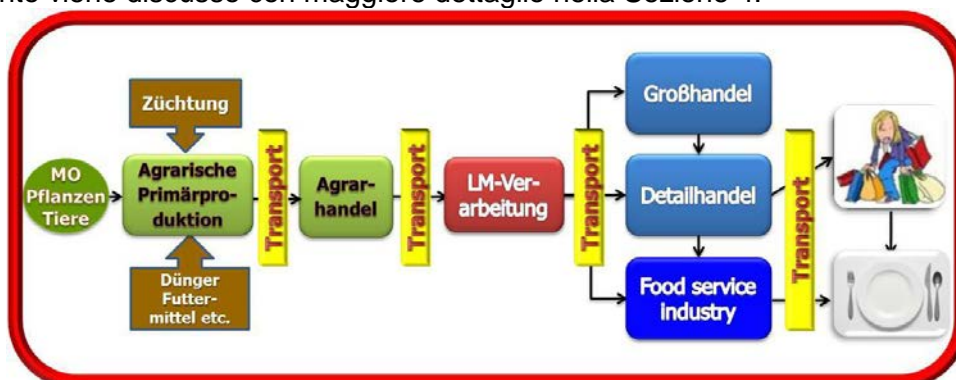 viene discusso con maggiore dettaglio nella Sezione 4.
Züchtung
MO
Pflanzen
Tiere
Agrarische
Primärpro-
duktion
Dünger
Futter-
mittel etc.
Transport
Agrar-
handel
Transport
LM-Ver-
arbeitung
Transport
Großhandel
Detailhandel
Food service
industry
Transport